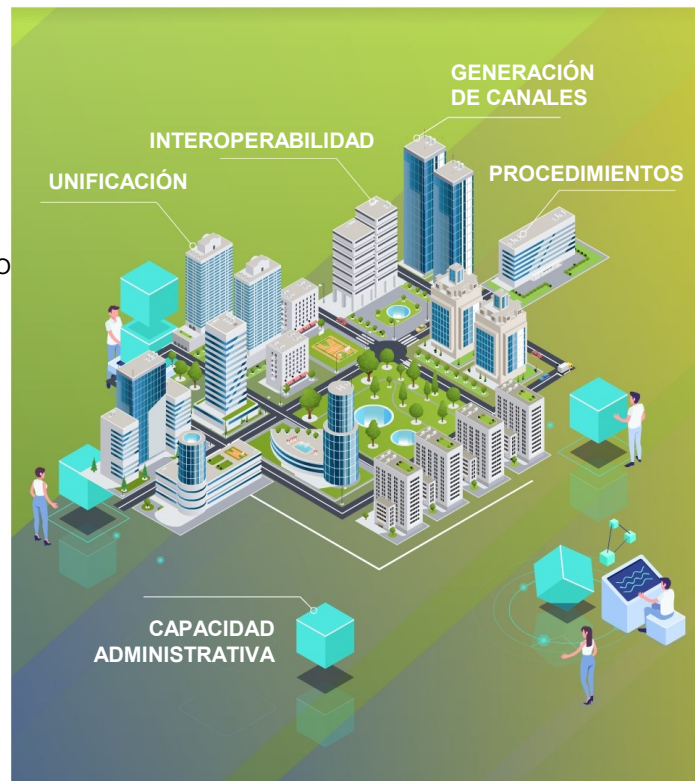 GENERACIÓN
DE CANALES
INTEROPERABILIDAD
PROCEDIMIENTOS
UNIFICACIÓN
O
CAPACIDAD
ADMINISTRATIVA